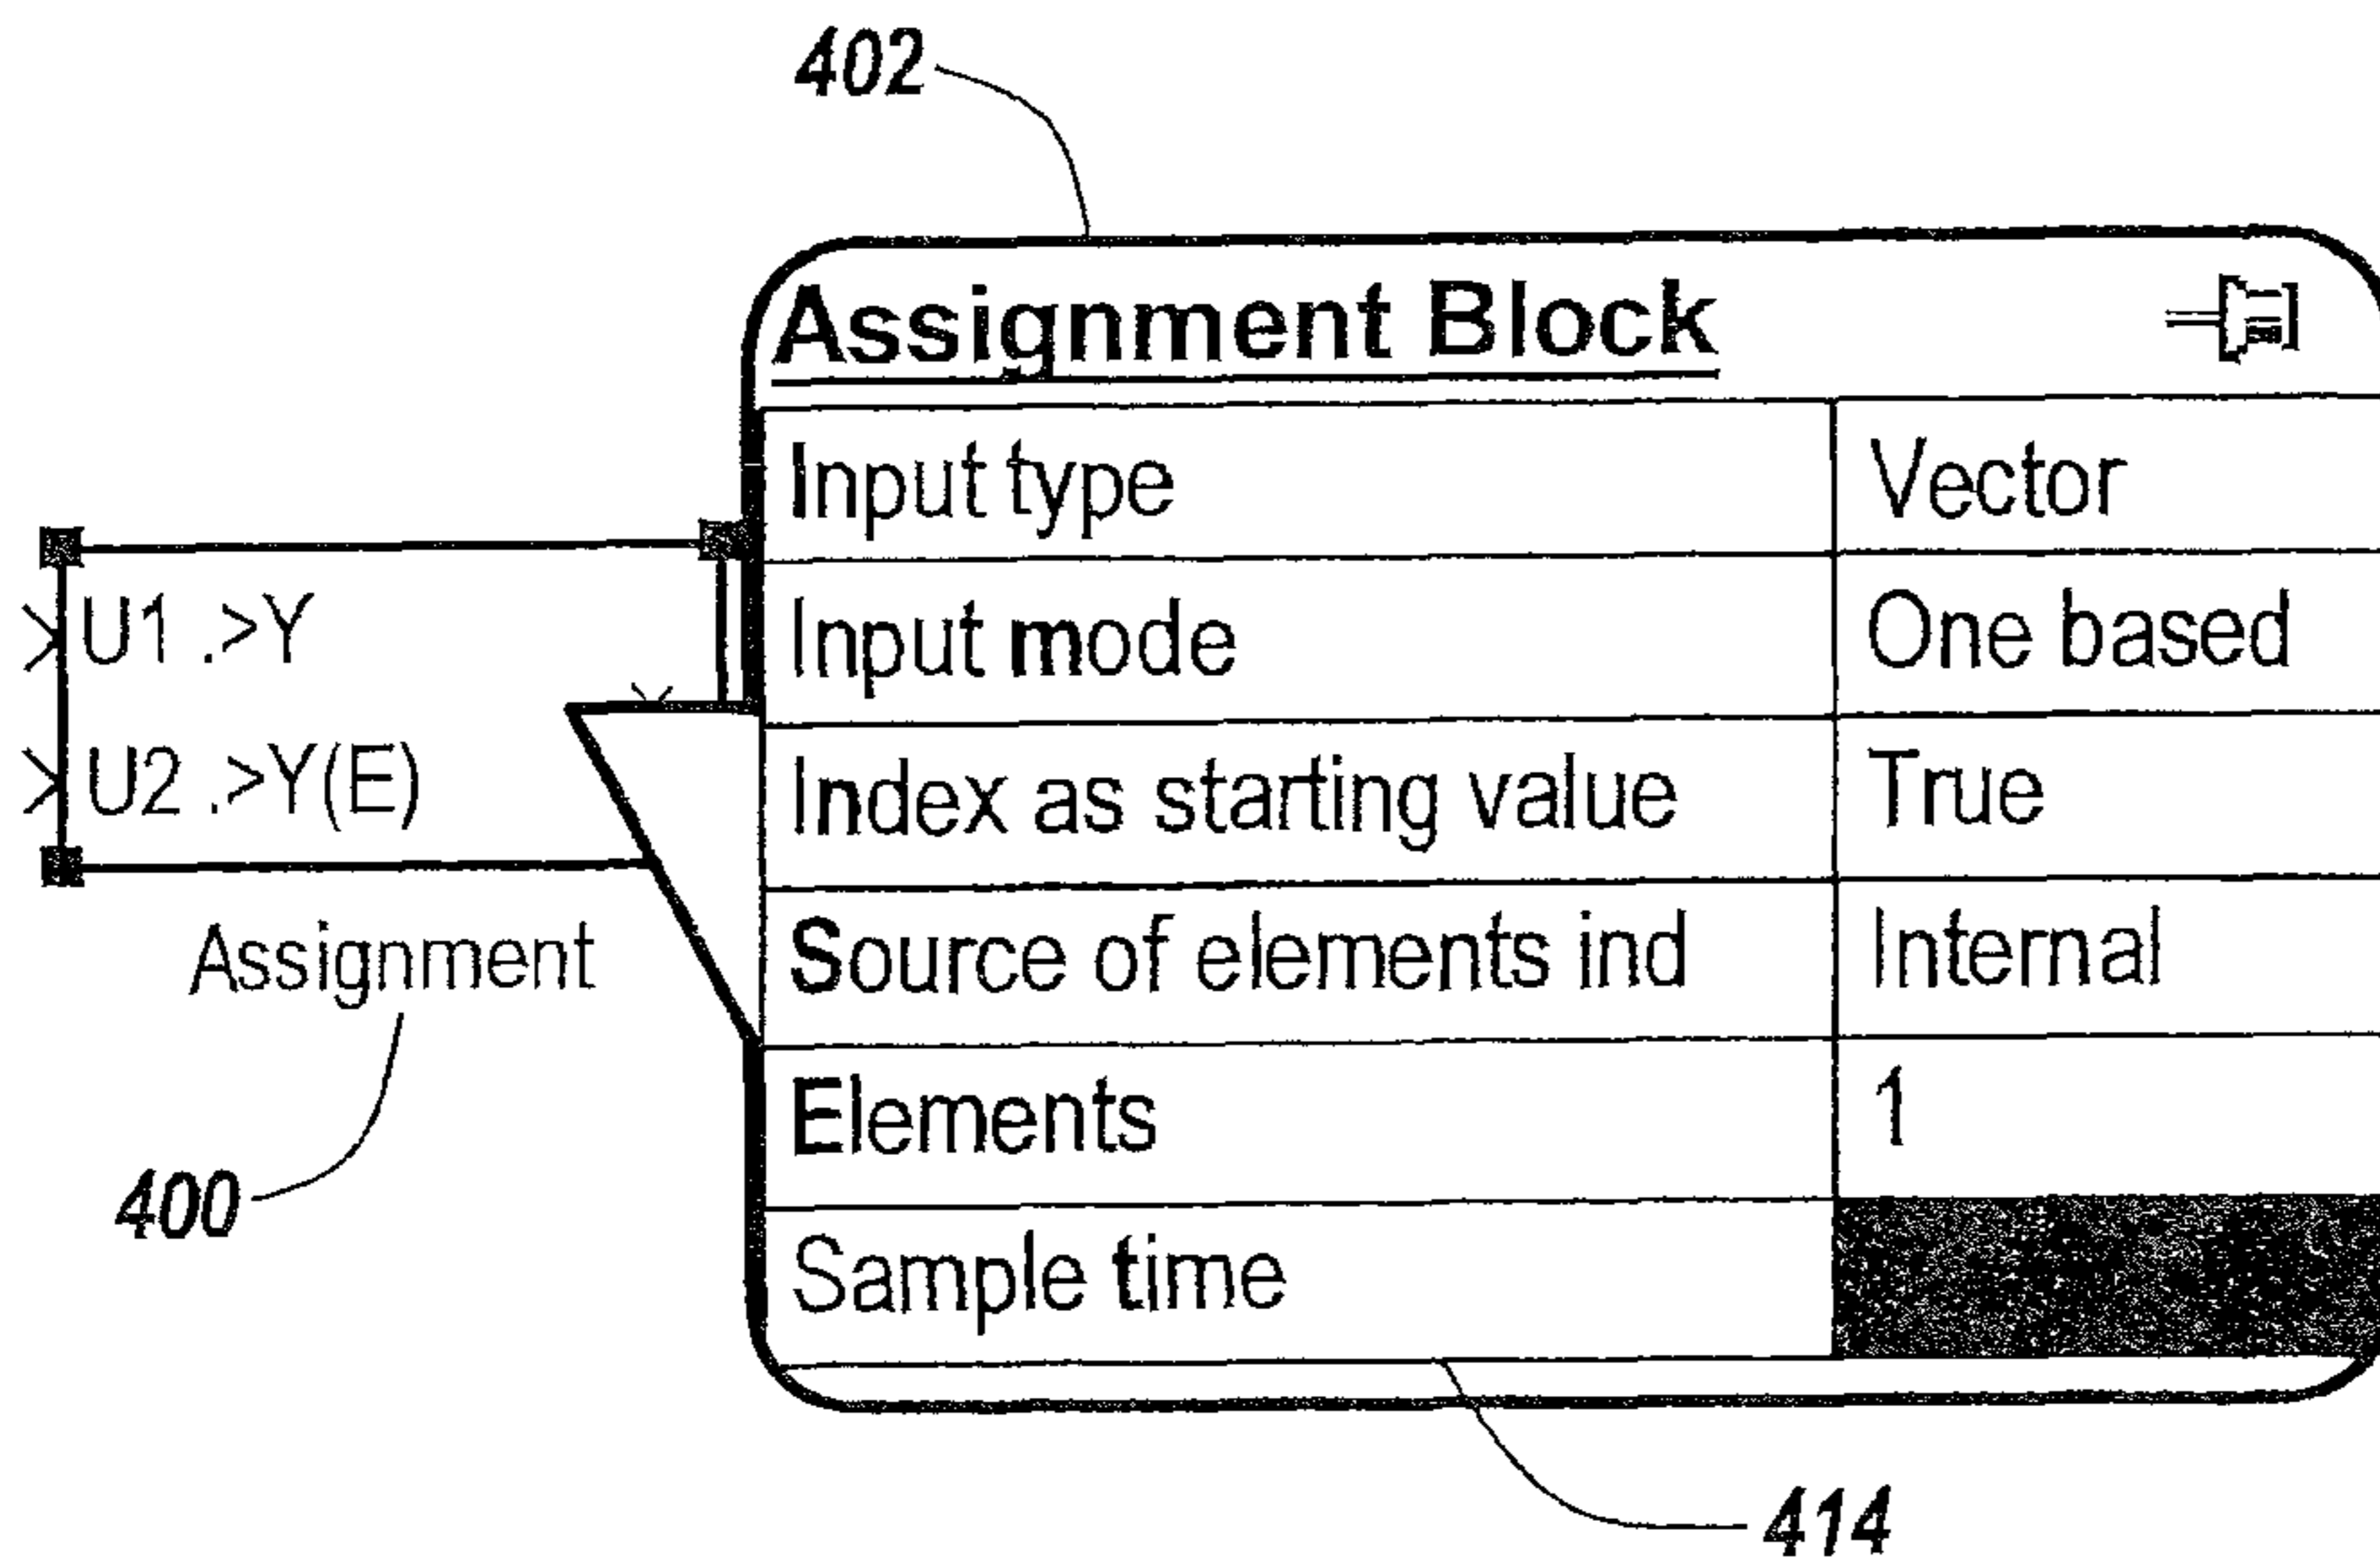 402
Assignment Block
Input type Vector
Input mode One based
Index as starting value True
Source of elements ind Internal
Elements 1
Sample time
U1 .>Y
U2 .>Y(E)
Assignment
400
414